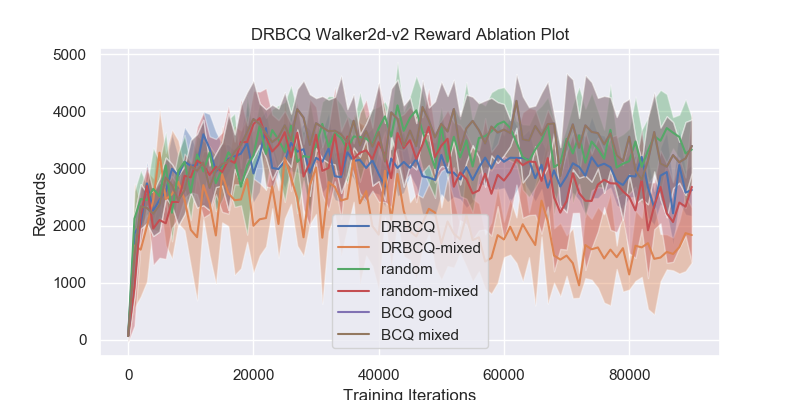 DRBCQ Walker2d-v2 Reward Ablation Plot
5000
4000
3000
2000
1000
0
Rewards
DRBCQ
DRBCQ-mixed
random
random-mixed
BCQ good
BCQ mixed
0 20000 40000 60000 80000
Training Iterations